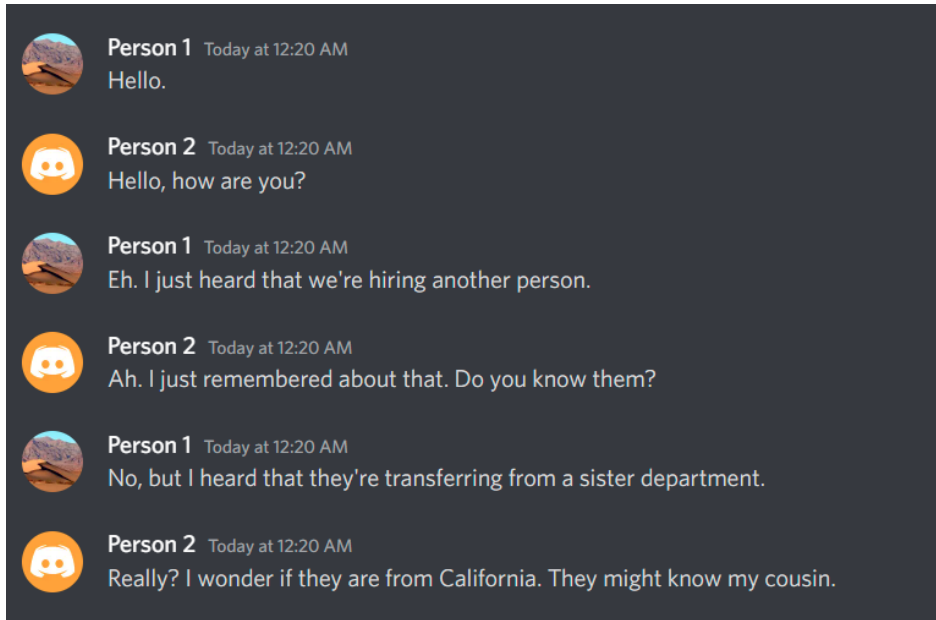 Person 1 Today at 12:20 AM
Hello.
Person 2 Today at 12:20 AM
Hello, how are you?
Person 1 Today at 12:20 AM
Eh. I just heard that we're hiring another person.
Person 2 Today at 12:20 AM
Ah. I just remembered about that. Do you know them?
Person 1 Today at 12:20 AM
No, but I heard that they're transferring from a sister department.
Person 2 Today at 12:20 AM
Really? I wonder if they are from California. They might know my cousin.